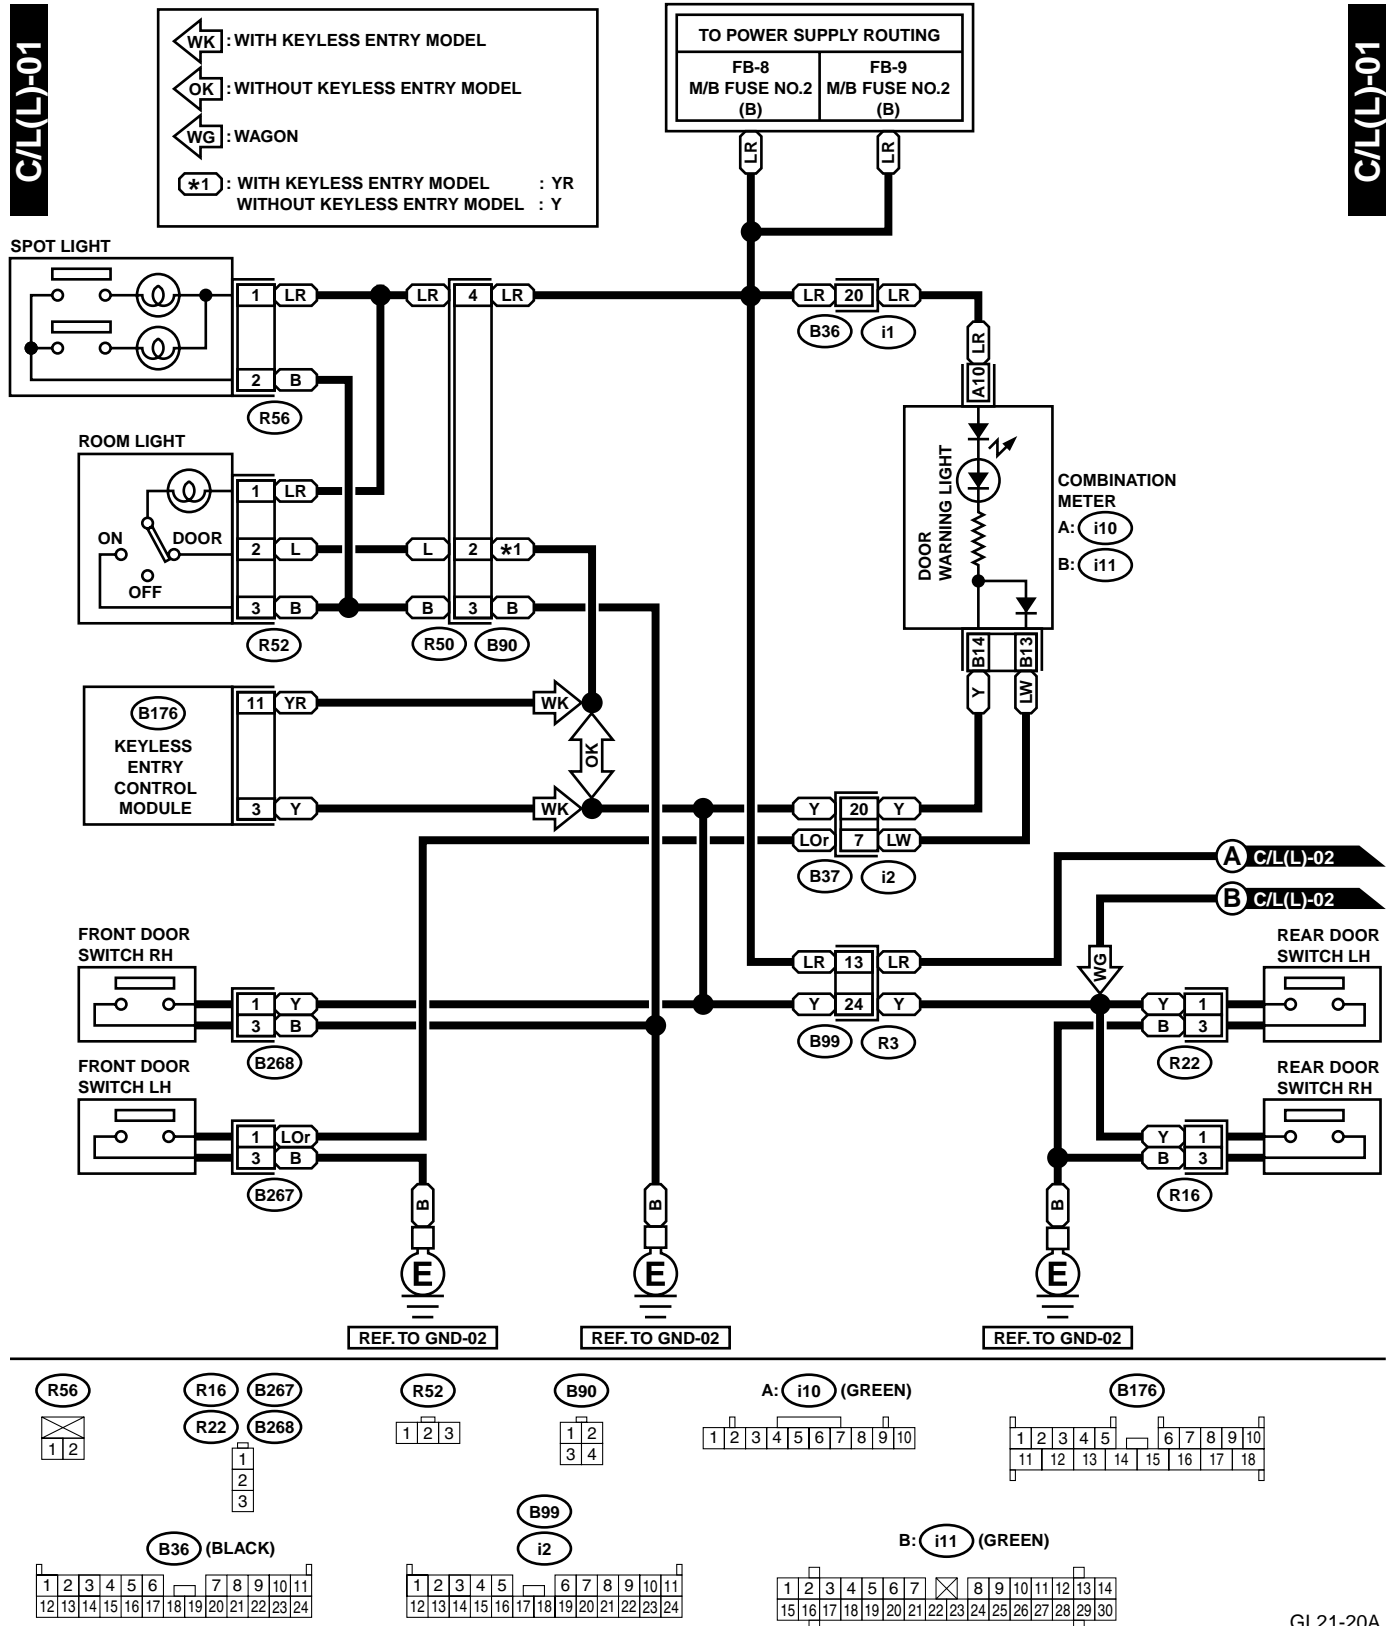 C/L(L)-01
C/L(L)-01
WK : WITH KEYLESS ENTRY MODEL
OK : WITHOUT KEYLESS ENTRY MODEL
WG : WAGON
*1 : WITH KEYLESS ENTRY MODEL : YR
WITHOUT KEYLESS ENTRY MODEL : Y
TO POWER SUPPLY ROUTING
FB-8 FB-9
M/B FUSE NO.2 M/B FUSE NO.2
(B) (B)
LR LR
SPOT LIGHT
1 LR LR 4 LR LR 20 LR
B36 i1
LR
A10
2 B
R56
ROOM LIGHT
1 LR
ON DOOR 2 L L 2 *1
OFF
3 B B 3 B
R52 R50 B90
DOOR WARNING LIGHT
COMBINATION
METER
A: i10
B: i11
B14 B13
Y LW
B176
KEYLESS
ENTRY
CONTROL
MODULE
11 YR WK
OK
3 Y WK Y 20 Y
LOr 7 LW
B37 i2
A C/L(L)-02
B C/L(L)-02
WG
FRONT DOOR
SWITCH RH
1 Y
3 B
B268
LR 13 LR
Y 24 Y
B99 R3
REAR DOOR
SWITCH LH
Y 1
B 3
R22
FRONT DOOR
SWITCH LH
1 LOr
3 B
B267
REAR DOOR
SWITCH RH
Y 1
B 3
R16
B B B
E E E
REF. TO GND-02 REF. TO GND-02 REF. TO GND-02
R56
1 2
R16 B267
R22 B268
1
2
3
R52
1 2 3
B90
1 2
3 4
A: i10 (GREEN)
1 2 3 4 5 6 7 8 9 10
B176
1 2 3 4 5 6 7 8 9 10
11 12 13 14 15 16 17 18
B36 (BLACK)
1 2 3 4 5 6 7 8 9 10 11
12 13 14 15 16 17 18 19 20 21 22 23 24
B99
i2
1 2 3 4 5 6 7 8 9 10 11
12 13 14 15 16 17 18 19 20 21 22 23 24
B: i11 (GREEN)
1 2 3 4 5 6 7 8 9 10 11 12 13 14
15 16 17 18 19 20 21 22 23 24 25 26 27 28 29 30
GL21-20A